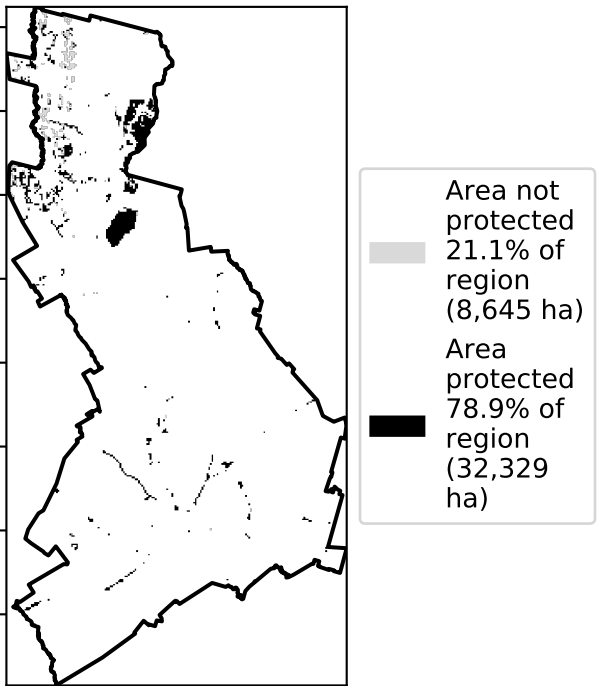 Area not
protected
21.1% of
region
(8,645 ha)
Area
protected
78.9% of
region
(32,329
ha)